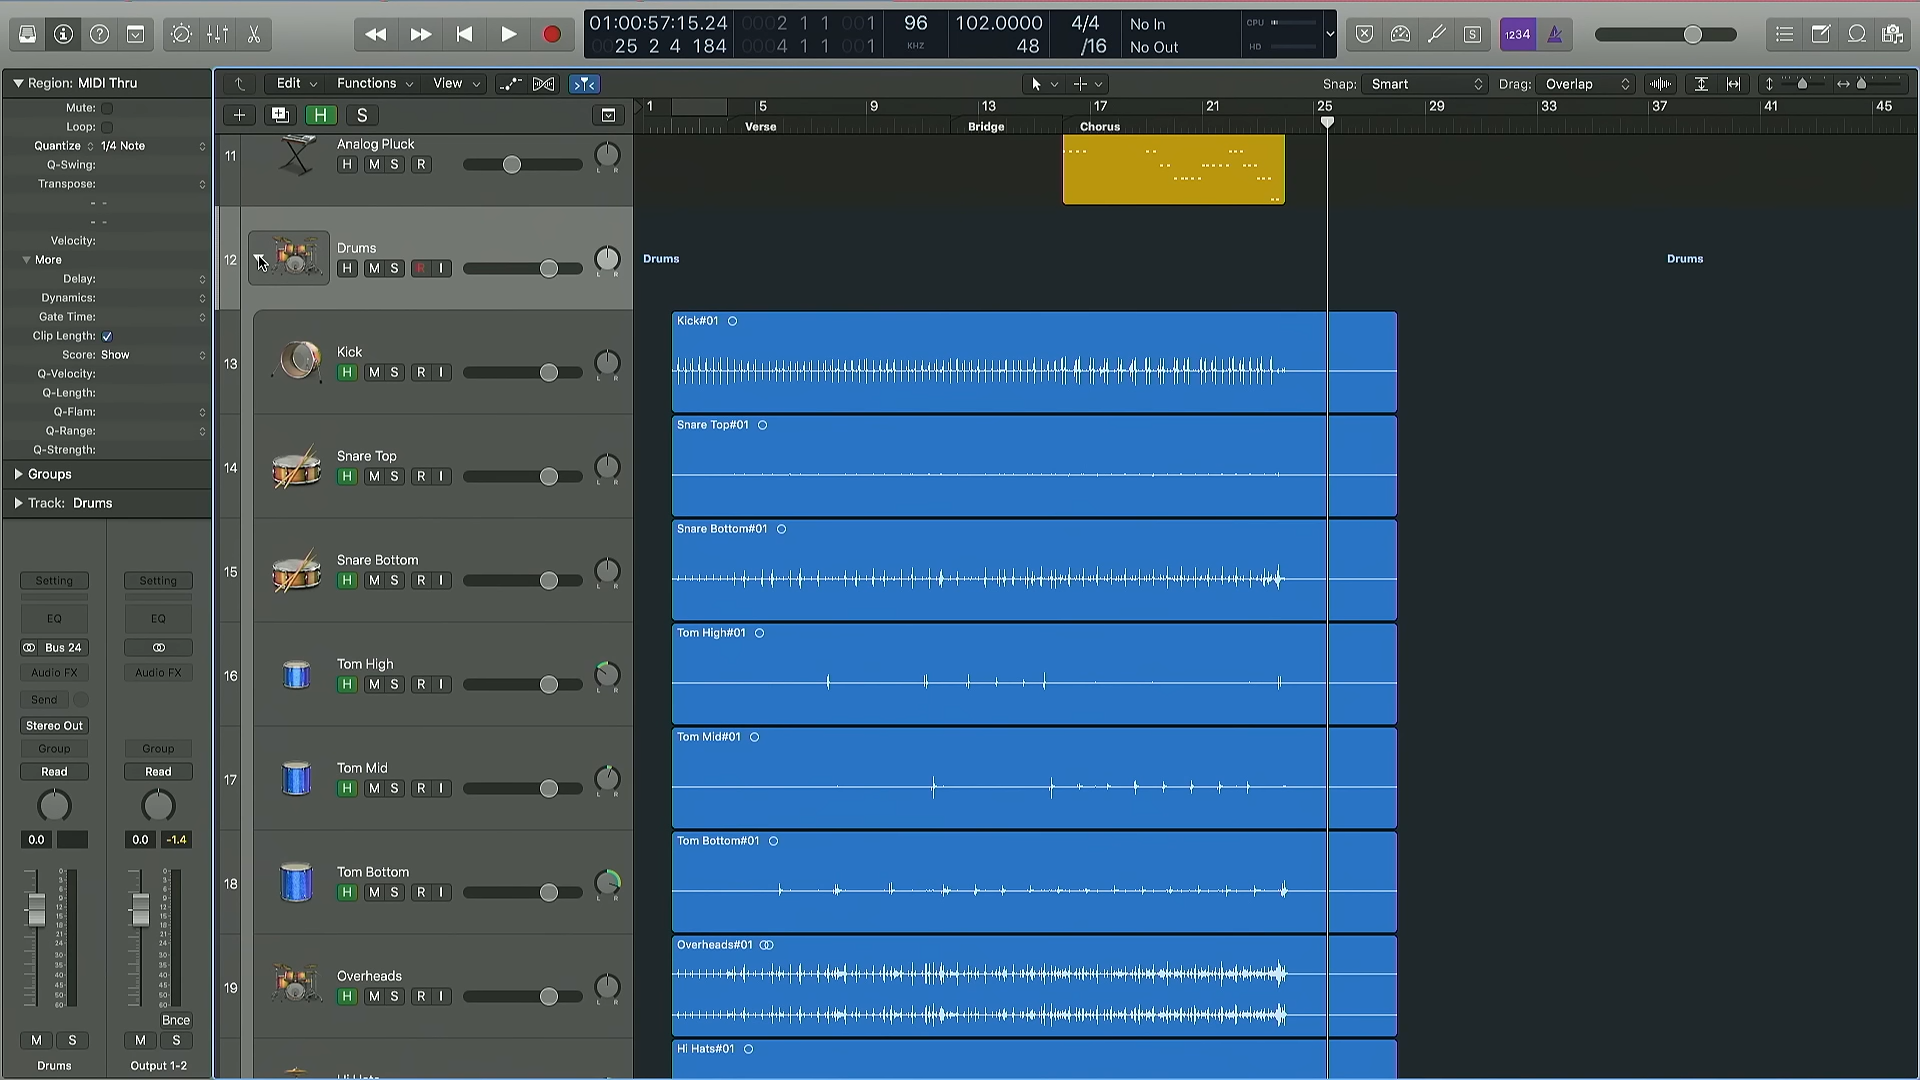 01:00:57:15.24 0002 1 1 001 96 102.0000 4/4 No In CPU
0025 2 4 184 0004 1 1 001 KHZ 48 /16 No Out HD
1234
S
Region: MIDI Thru Edit Functions View Snap: Smart Drag: Overlap
Mute:
Loop:
Quantize 1/4 Note
Q-Swing:
Transpose:
- -
- -
Velocity:
More
Delay:
Dynamics:
Gate Time:
Clip Length:
Score: Show
Q-Velocity:
Q-Length:
Q-Flam:
Q-Range:
Q-Strength:
Groups
Track: Drums
Setting Setting
EQ EQ
Bus 24
Audio FX Audio FX
Send
Stereo Out
Group Group
Read Read
0.0 0.0 -1.4
Bnce
M S M S
Drums Output 1-2
H S
1 5 9 13 17 21 25 29 33 37 41 45
Verse Bridge Chorus
11 Analog Pluck
H M S R L R
12 Drums
H M S R I L R
Drums Drums
13 Kick
H M S R I L R
Kick#01
14 Snare Top
H M S R I L R
Snare Top#01
15 Snare Bottom
H M S R I L R
Snare Bottom#01
16 Tom High
H M S R I L R
Tom High#01
17 Tom Mid
H M S R I L R
Tom Mid#01
18 Tom Bottom
H M S R I L R
Tom Bottom#01
19 Overheads
H M S R I L R
Overheads#01
Hi Hats
Hi Hats#01